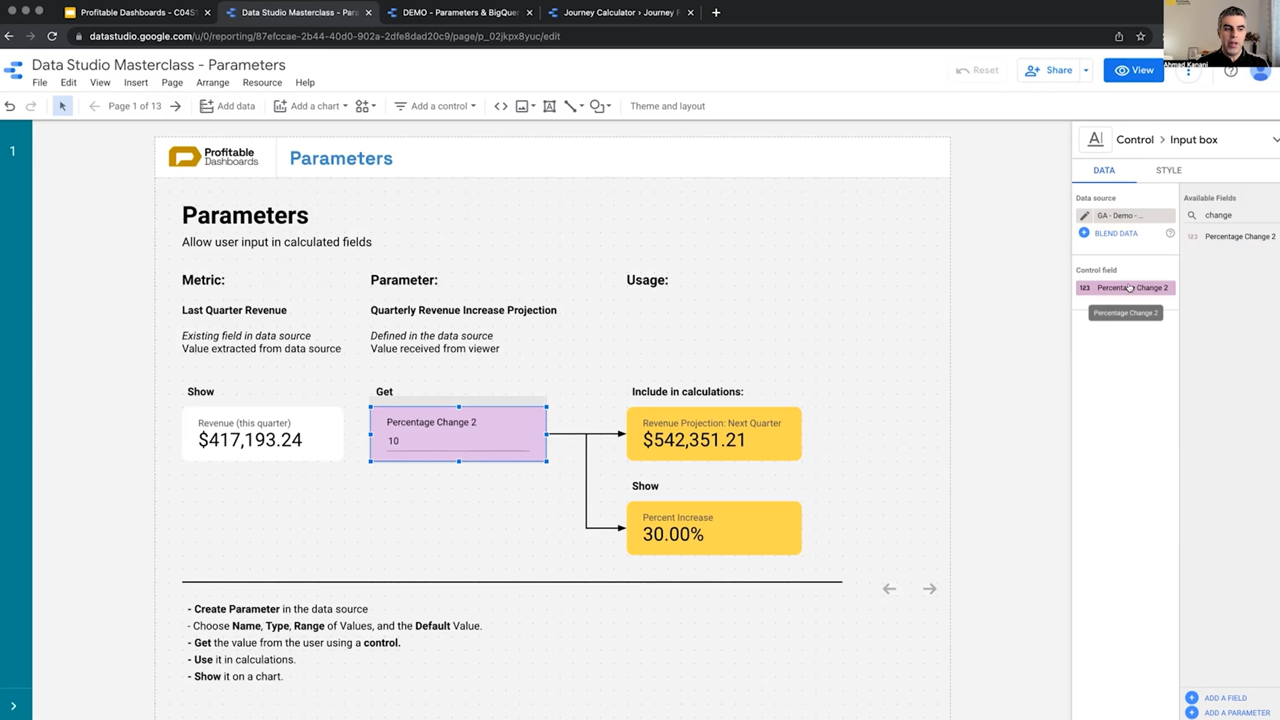 Profitable Dashboards - C04S
Data Studio Masterclass - Para
DEMO - Parameters & BigQue
Journey Calculator › Journey F
datastudio.google.com/u/0/reporting/87efccae-2b44-40d0-902a-2dfe8dad20c9/page/p_02jkpx8yuc/edit
Ahmad Kanani
Data Studio Masterclass - Parameters
File Edit View Insert Page Arrange Resource Help
Reset
Share
View
Page 1 of 13
Add data
Add a chart
Add a control
Theme and layout
1
Profitable
Dashboards
Parameters
Parameters
Allow user input in calculated fields
Metric: Parameter: Usage:
Last Quarter Revenue
Quarterly Revenue Increase Projection
Existing field in data source
Value extracted from data source
Defined in the data source
Value received from viewer
Show
Get
Include in calculations:
Revenue (this quarter)
$417,193.24
Percentage Change 2
10
Revenue Projection: Next Quarter
$542,351.21
Show
Percent Increase
30.00%
- Create Parameter in the data source
- Choose Name, Type, Range of Values, and the Default Value.
- Get the value from the user using a control.
- Use it in calculations.
- Show it on a chart.
Control > Input box
DATA
STYLE
Data source
GA - Demo -...
BLEND DATA
Control field
123 Percentage Change 2
Percentage Change 2
Available Fields
change
123 Percentage Change 2
ADD A FIELD
ADD A PARAMETER